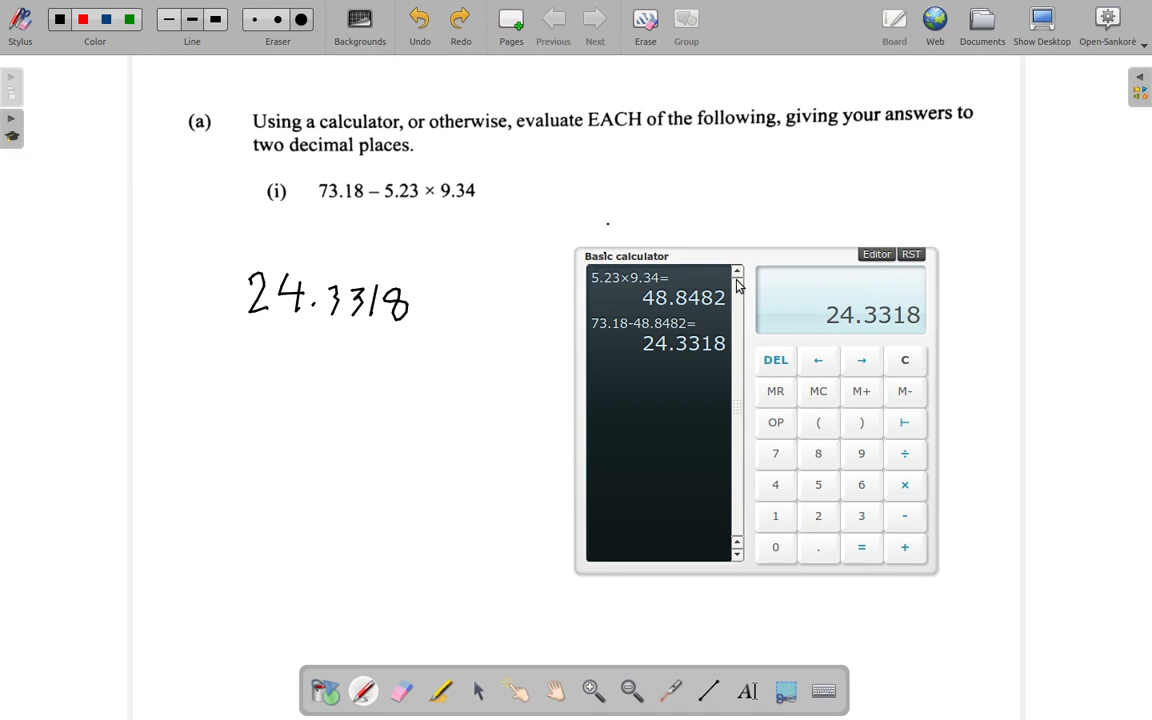 Stylus
Color
Line
Eraser
Backgrounds
Undo
Redo
Pages
Previous
Next
Erase
Group
Board
Web
Documents
Show Desktop
Open-Sankoré
(a) Using a calculator, or otherwise, evaluate EACH of the following, giving your answers to
two decimal places.
(i) 73.18 – 5.23 × 9.34
24.3318
Basic calculator
Editor
RST
5.23×9.34=
48.8482
73.18-48.8482=
24.3318
24.3318
DEL ← → C
MR MC M+ M-
OP ( ) ⊢
7 8 9 ÷
4 5 6 ×
1 2 3 -
0 . = +
AI